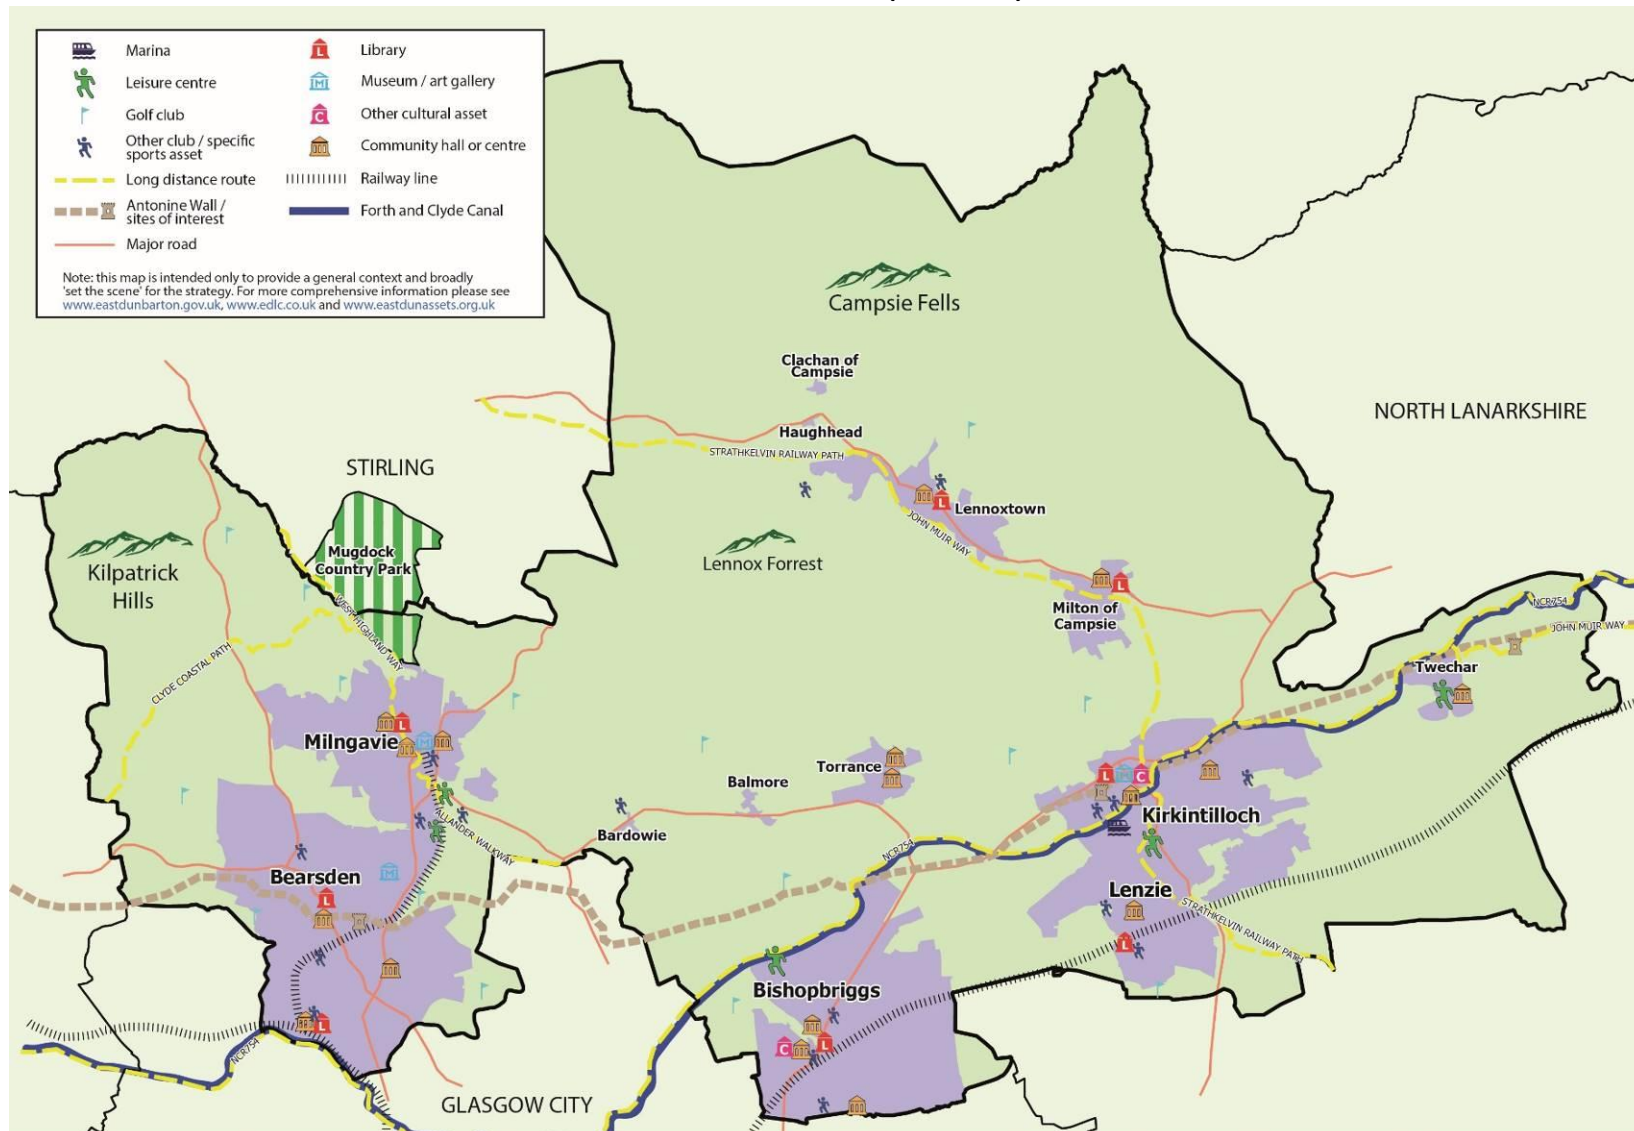 Marina
Library
Leisure centre
Museum / art gallery
Golf club
Other cultural asset
Other club / specific
sports asset
Community hall or centre
Long distance route
Railway line
Antonine Wall /
sites of interest
Forth and Clyde Canal
Major road
Note: this map is intended only to provide a general context and broadly
'set the scene' for the strategy. For more comprehensive information please see
www.eastdunbarton.gov.uk, www.edlc.co.uk and www.eastdunassets.org.uk
Campsie Fells
Clachan of
Campsie
NORTH LANARKSHIRE
Haughhead
STRATHKELVIN RAILWAY PATH
STIRLING
Lennoxtown
JOHN MUIR WAY
Mugdock
Country Park
Lennox Forrest
Kilpatrick
Hills
WEST HIGHLAND WAY
Milton of
Campsie
NCR754
JOHN MUIR WAY
CLYDE COASTAL PATH
Twechar
Milngavie
Torrance
Balmore
Bardowie
Kirkintilloch
ALLANDER WALKWAY
NCR754
Bearsden
Lenzie
STRATHKELVIN RAILWAY PATH
Bishopbriggs
NCR754
GLASGOW CITY